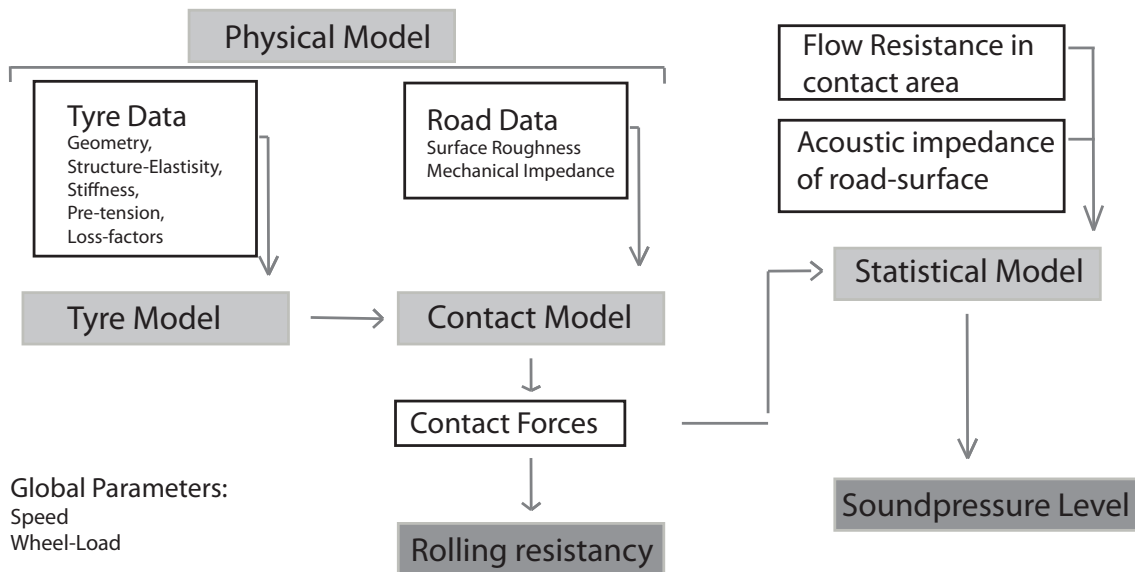 Physical Model
Tyre Data
Geometry,
Structure-Elastisity,
Stiffness,
Pre-tension,
Loss-factors
Road Data
Surface Roughness
Mechanical Impedance
Flow Resistance in
contact area
Acoustic impedance
of road-surface
Tyre Model
Contact Model
Statistical Model
Contact Forces
Global Parameters:
Speed
Wheel-Load
Rolling resistancy
Soundpressure Level